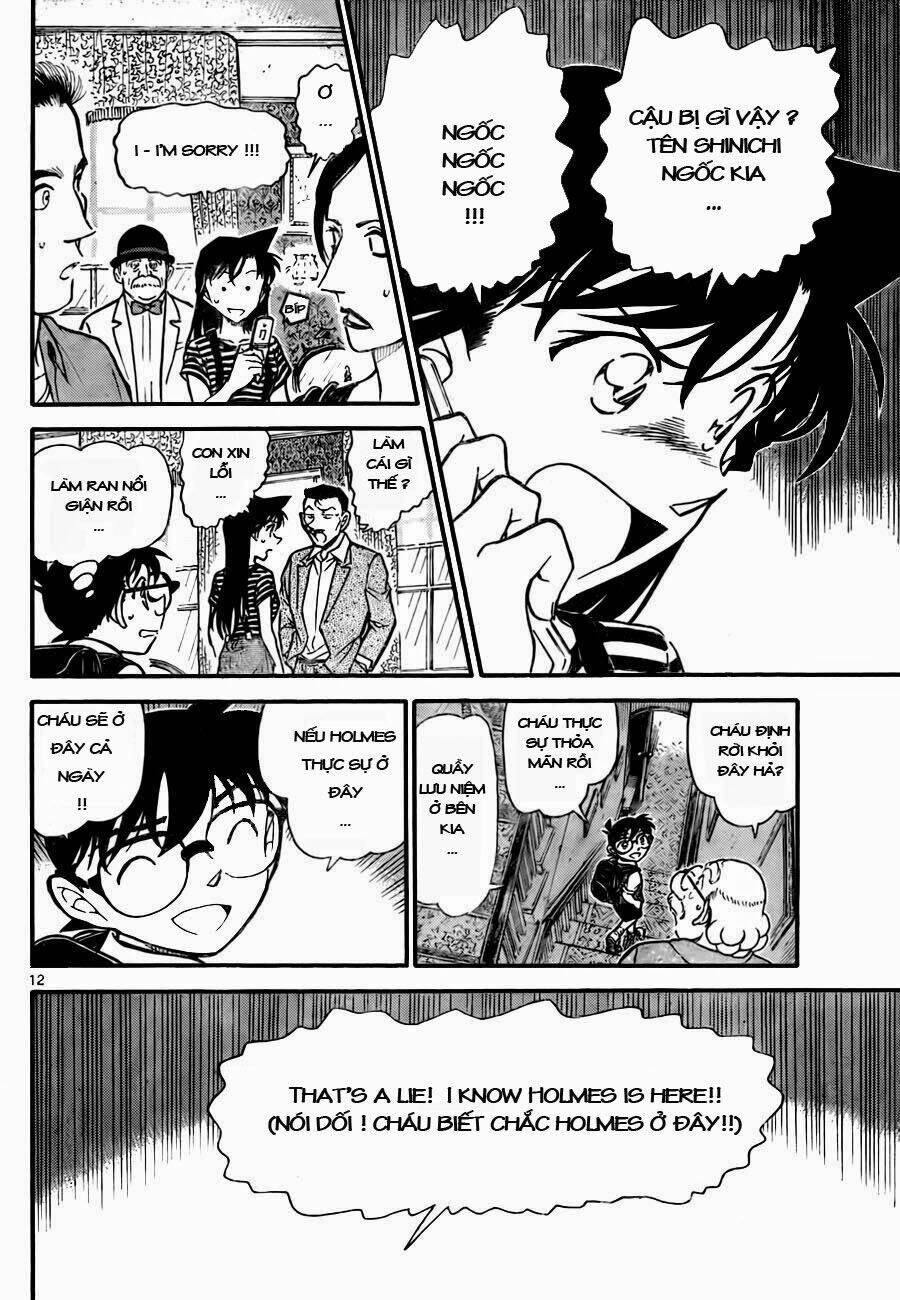 CẬU BỊ GÌ VẬY ?
TÊN SHINICHI
NGỐC KIA
...
NGỐC
NGỐC
NGỐC
!!!
Ơ
...
I - I'M SORRY !!!
BÍP
LÀM
CÁI GÌ
THẾ ?
CON XIN
LỖI
...
LÀM RAN NỔI
GIẬN RỒI
...
CHÁU ĐỊNH
RỜI KHỎI
ĐÂY HẢ?
CHÁU THỰC
SỰ THỎA
MÃN RỒI
...
QUẦY
LƯU NIỆM
Ở BÊN
KIA
...
NẾU HOLMES
THỰC SỰ Ở
ĐÂY
...
CHÁU SẼ Ở
ĐÂY CẢ
NGÀY
!!
12
THAT'S A LIE! I KNOW HOLMES IS HERE!!
(NÓI DỐI ! CHÁU BIẾT CHẮC HOLMES Ở ĐÂY!!)